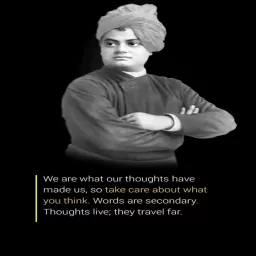 We are what our thoughts have
made us, so take care about what
you think. Words are secondary.
Thoughts live; they travel far.